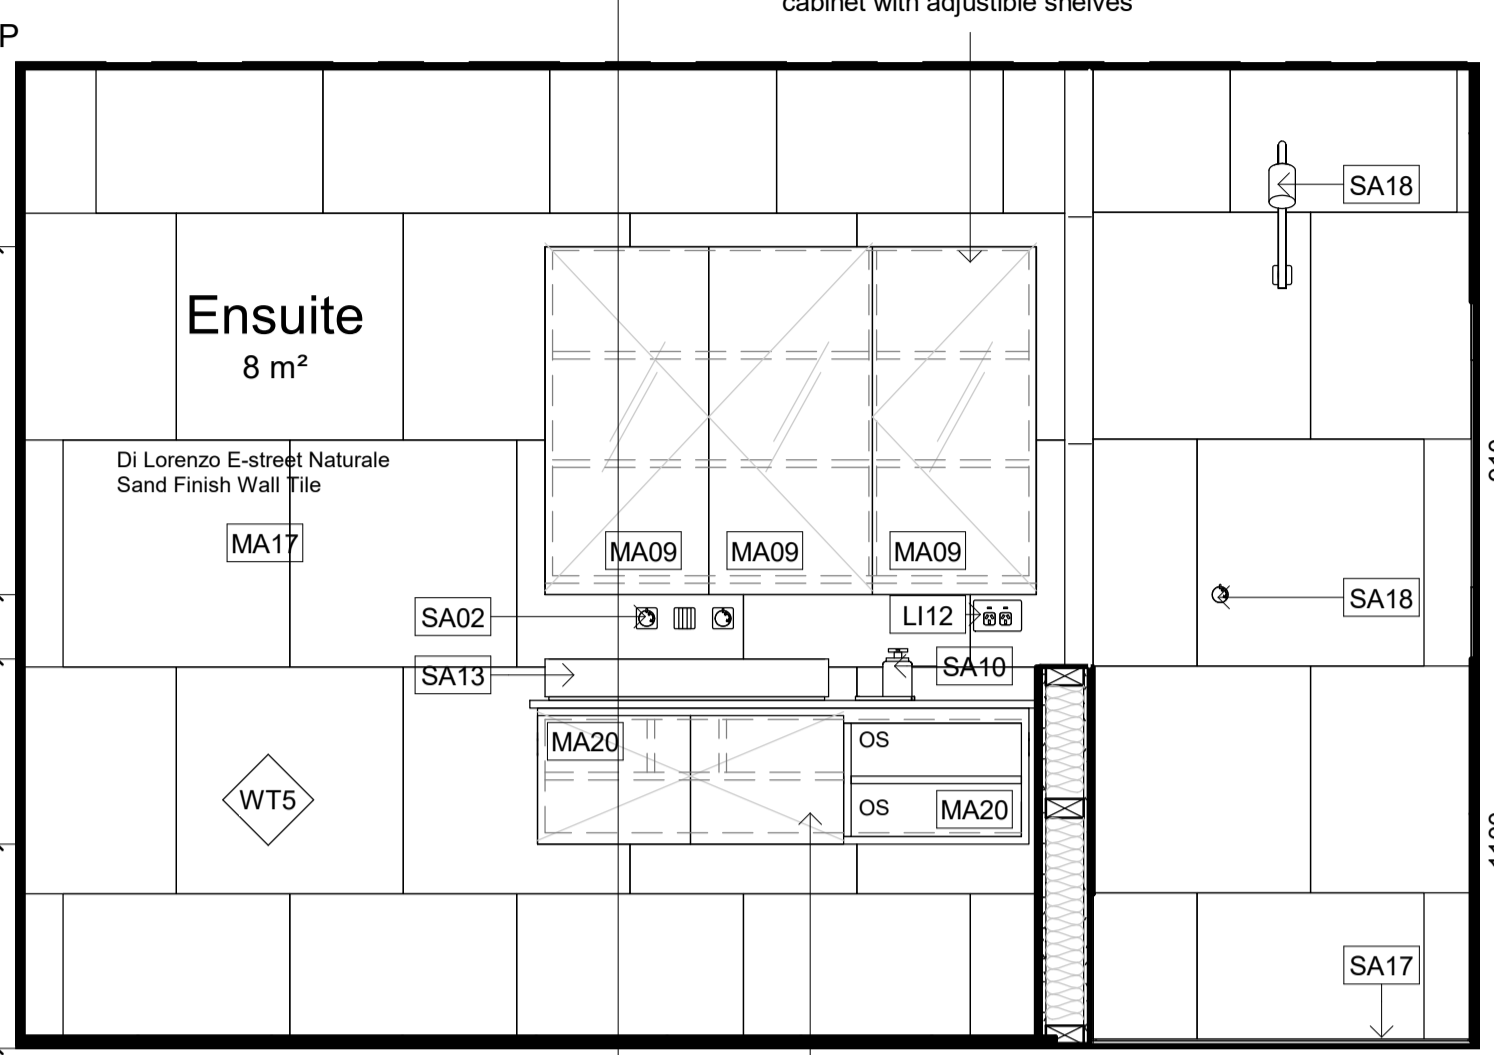 cabinet with adjustible shelves
P
SA18
Ensuite
8 m²
Di Lorenzo E-street Naturale
Sand Finish Wall Tile
MA17
MA09
MA09
MA09
SA02
LI12
SA18
SA13
SA10
MA20
OS
WT5
OS
MA20
SA17